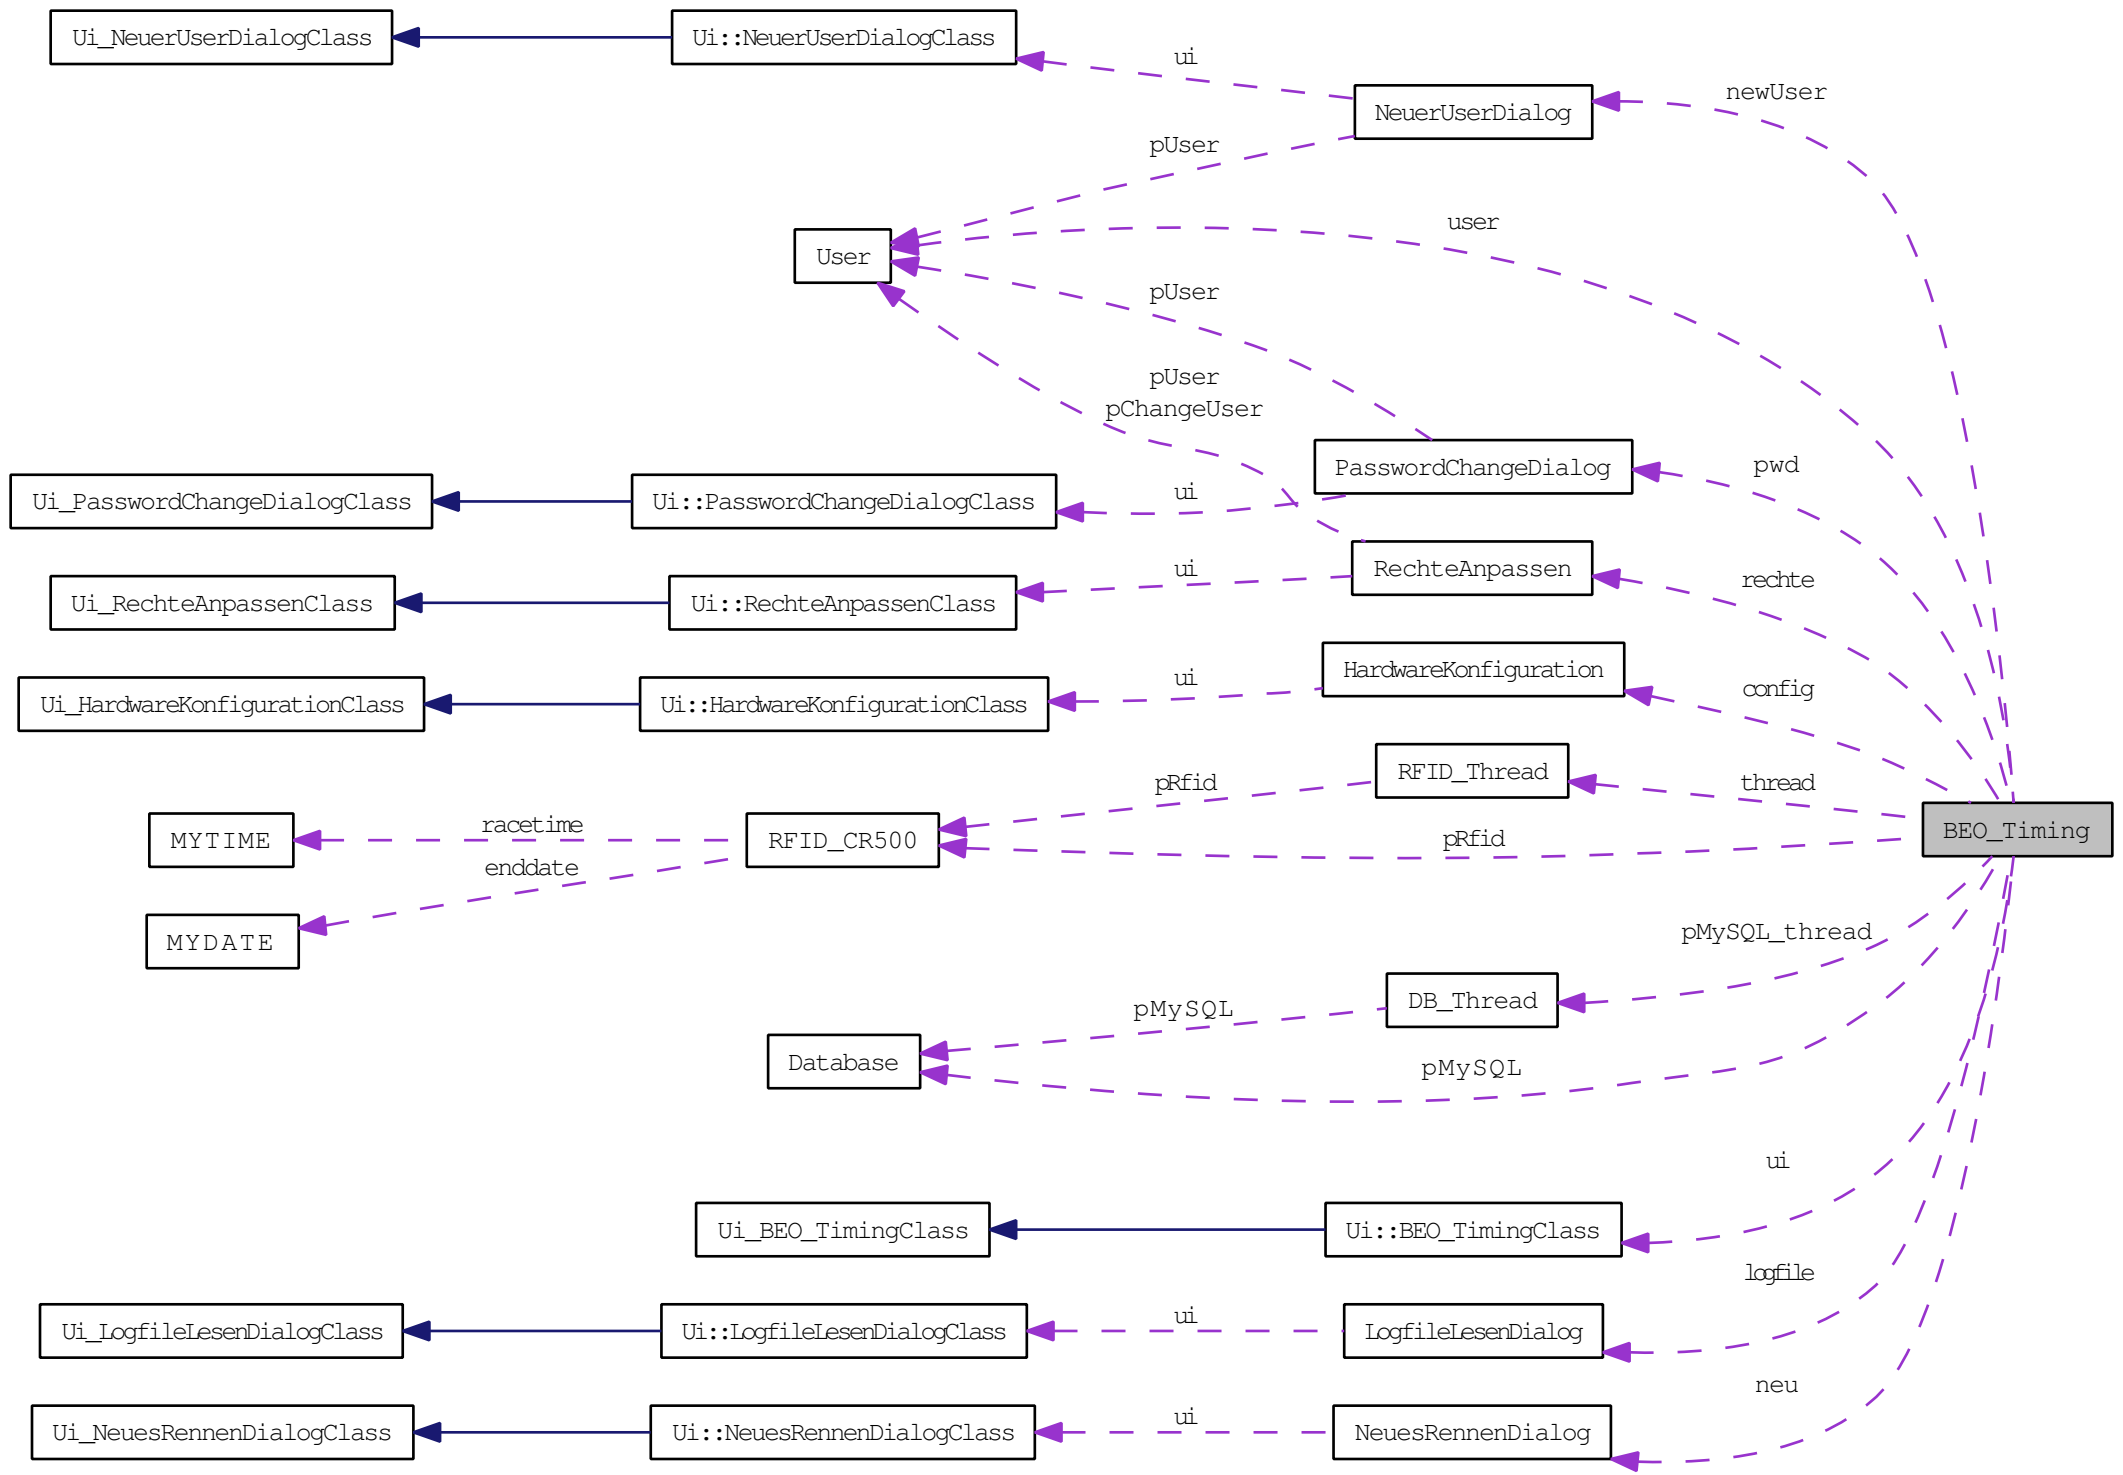 Ui_NeuerUserDialogClass
Ui::NeuerUserDialogClass
ui
newUser
NeuerUserDialog
pUser
user
User
pUser
pUser
pChangeUser
PasswordChangeDialog
pwd
Ui_PasswordChangeDialogClass
Ui::PasswordChangeDialogClass
ui
RechteAnpassen
rechte
Ui_RechteAnpassenClass
Ui::RechteAnpassenClass
ui
HardwareKonfiguration
config
Ui_HardwareKonfigurationClass
Ui::HardwareKonfigurationClass
ui
RFID_Thread
thread
pRfid
MYTIME
racetime
RFID_CR500
pRfid
BEO_Timing
enddate
MYDATE
pMySQL_thread
DB_Thread
pMySQL
Database
pMySQL
ui
Ui_BEO_TimingClass
Ui::BEO_TimingClass
logfile
Ui_LogfileLesenDialogClass
Ui::LogfileLesenDialogClass
ui
LogfileLesenDialog
neu
Ui_NeuesRennenDialogClass
Ui::NeuesRennenDialogClass
ui
NeuesRennenDialog